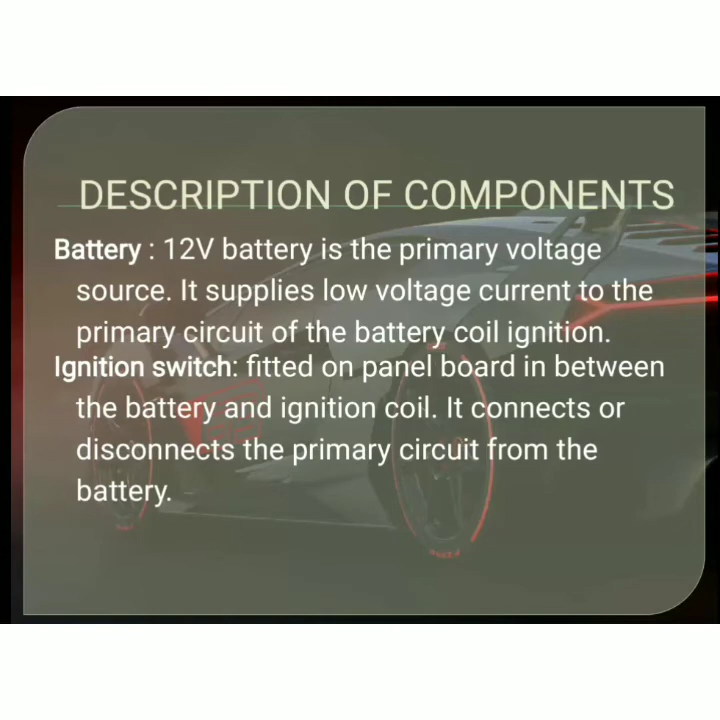 DESCRIPTION OF COMPONENTS
Battery : 12V battery is the primary voltage
source. It supplies low voltage current to the
primary circuit of the battery coil ignition.
Ignition switch: fitted on panel board in between
the battery and ignition coil. It connects or
disconnects the primary circuit from the
battery.